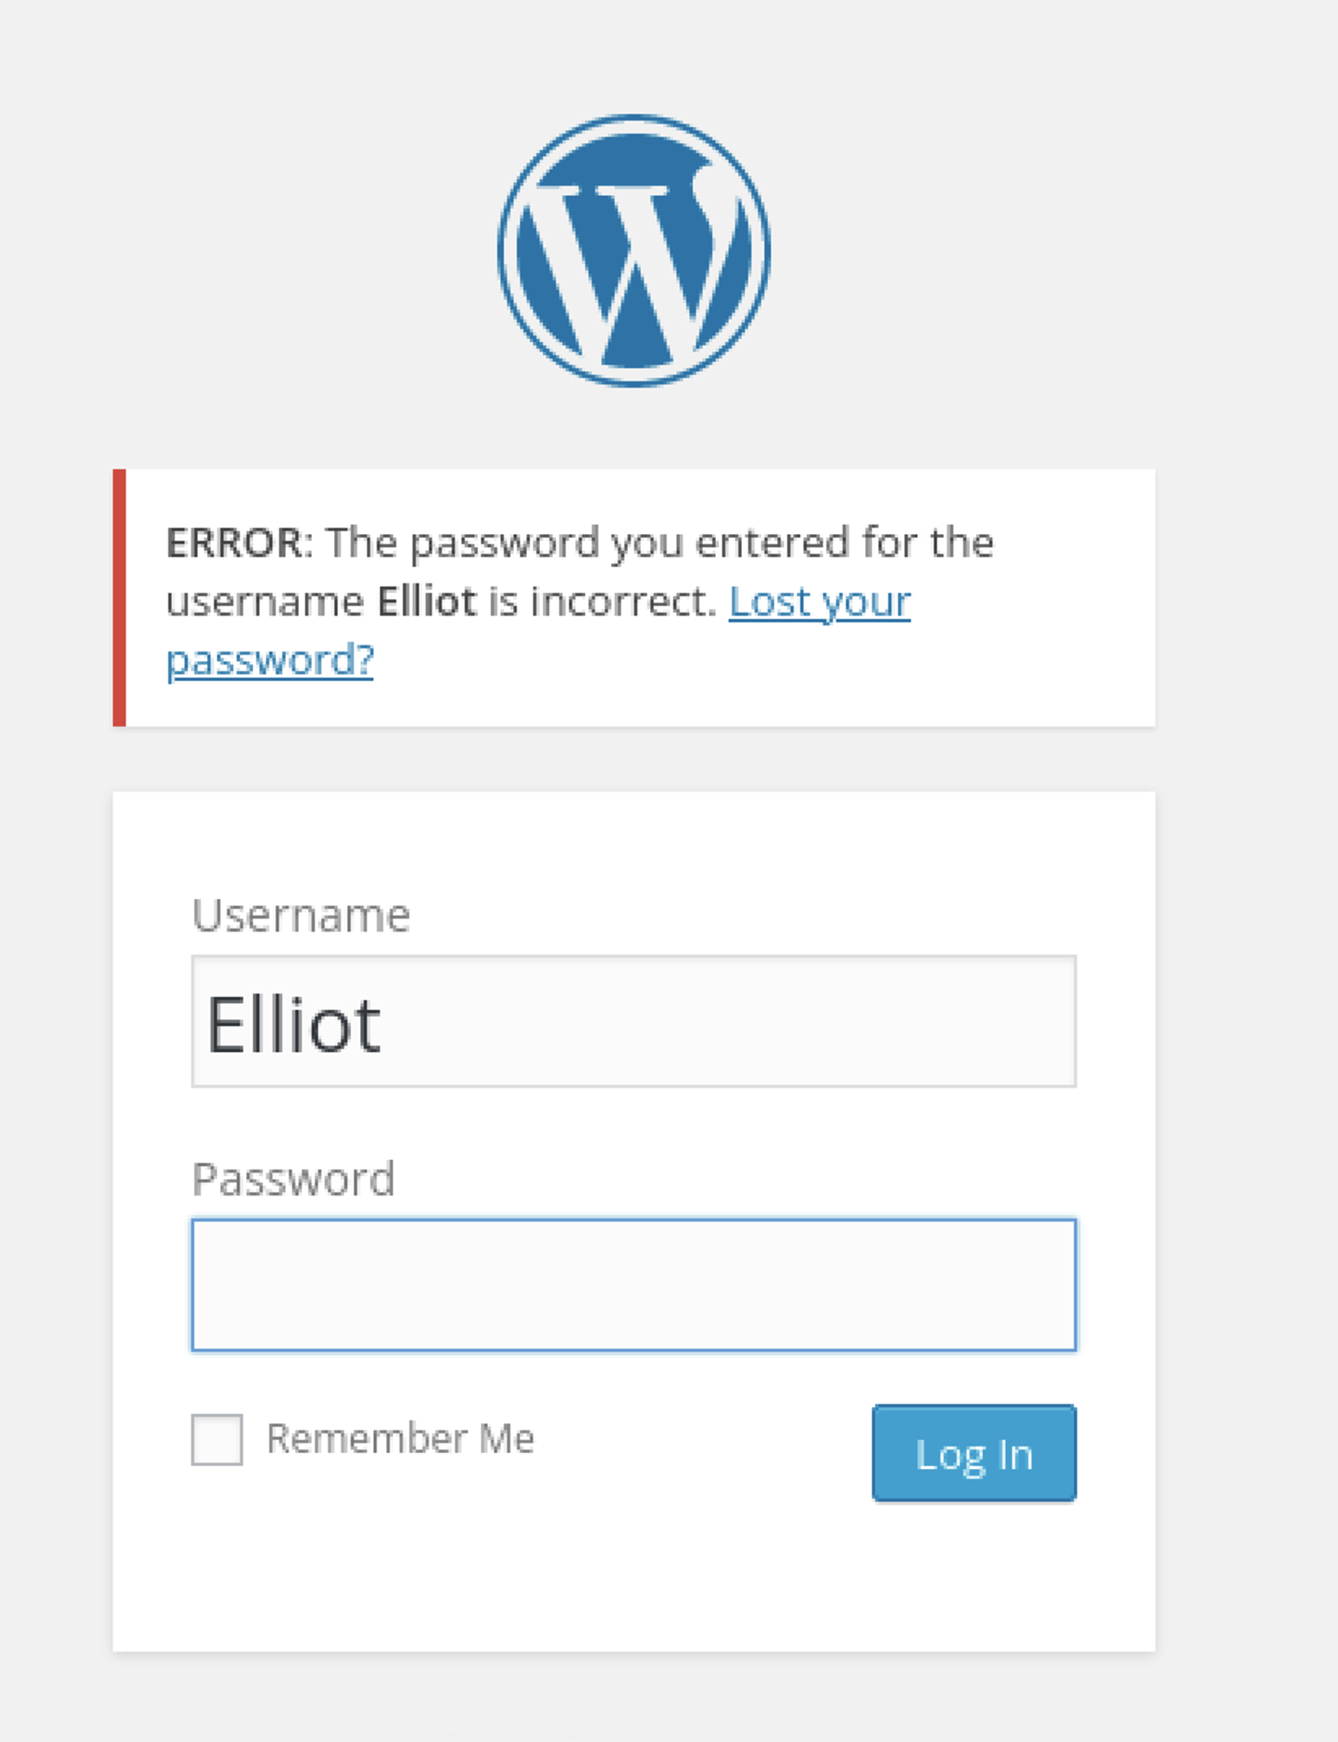 ERROR: The password you entered for the
username Elliot is incorrect. Lost your
password?
Username
Elliot
Password
Remember Me
Log In